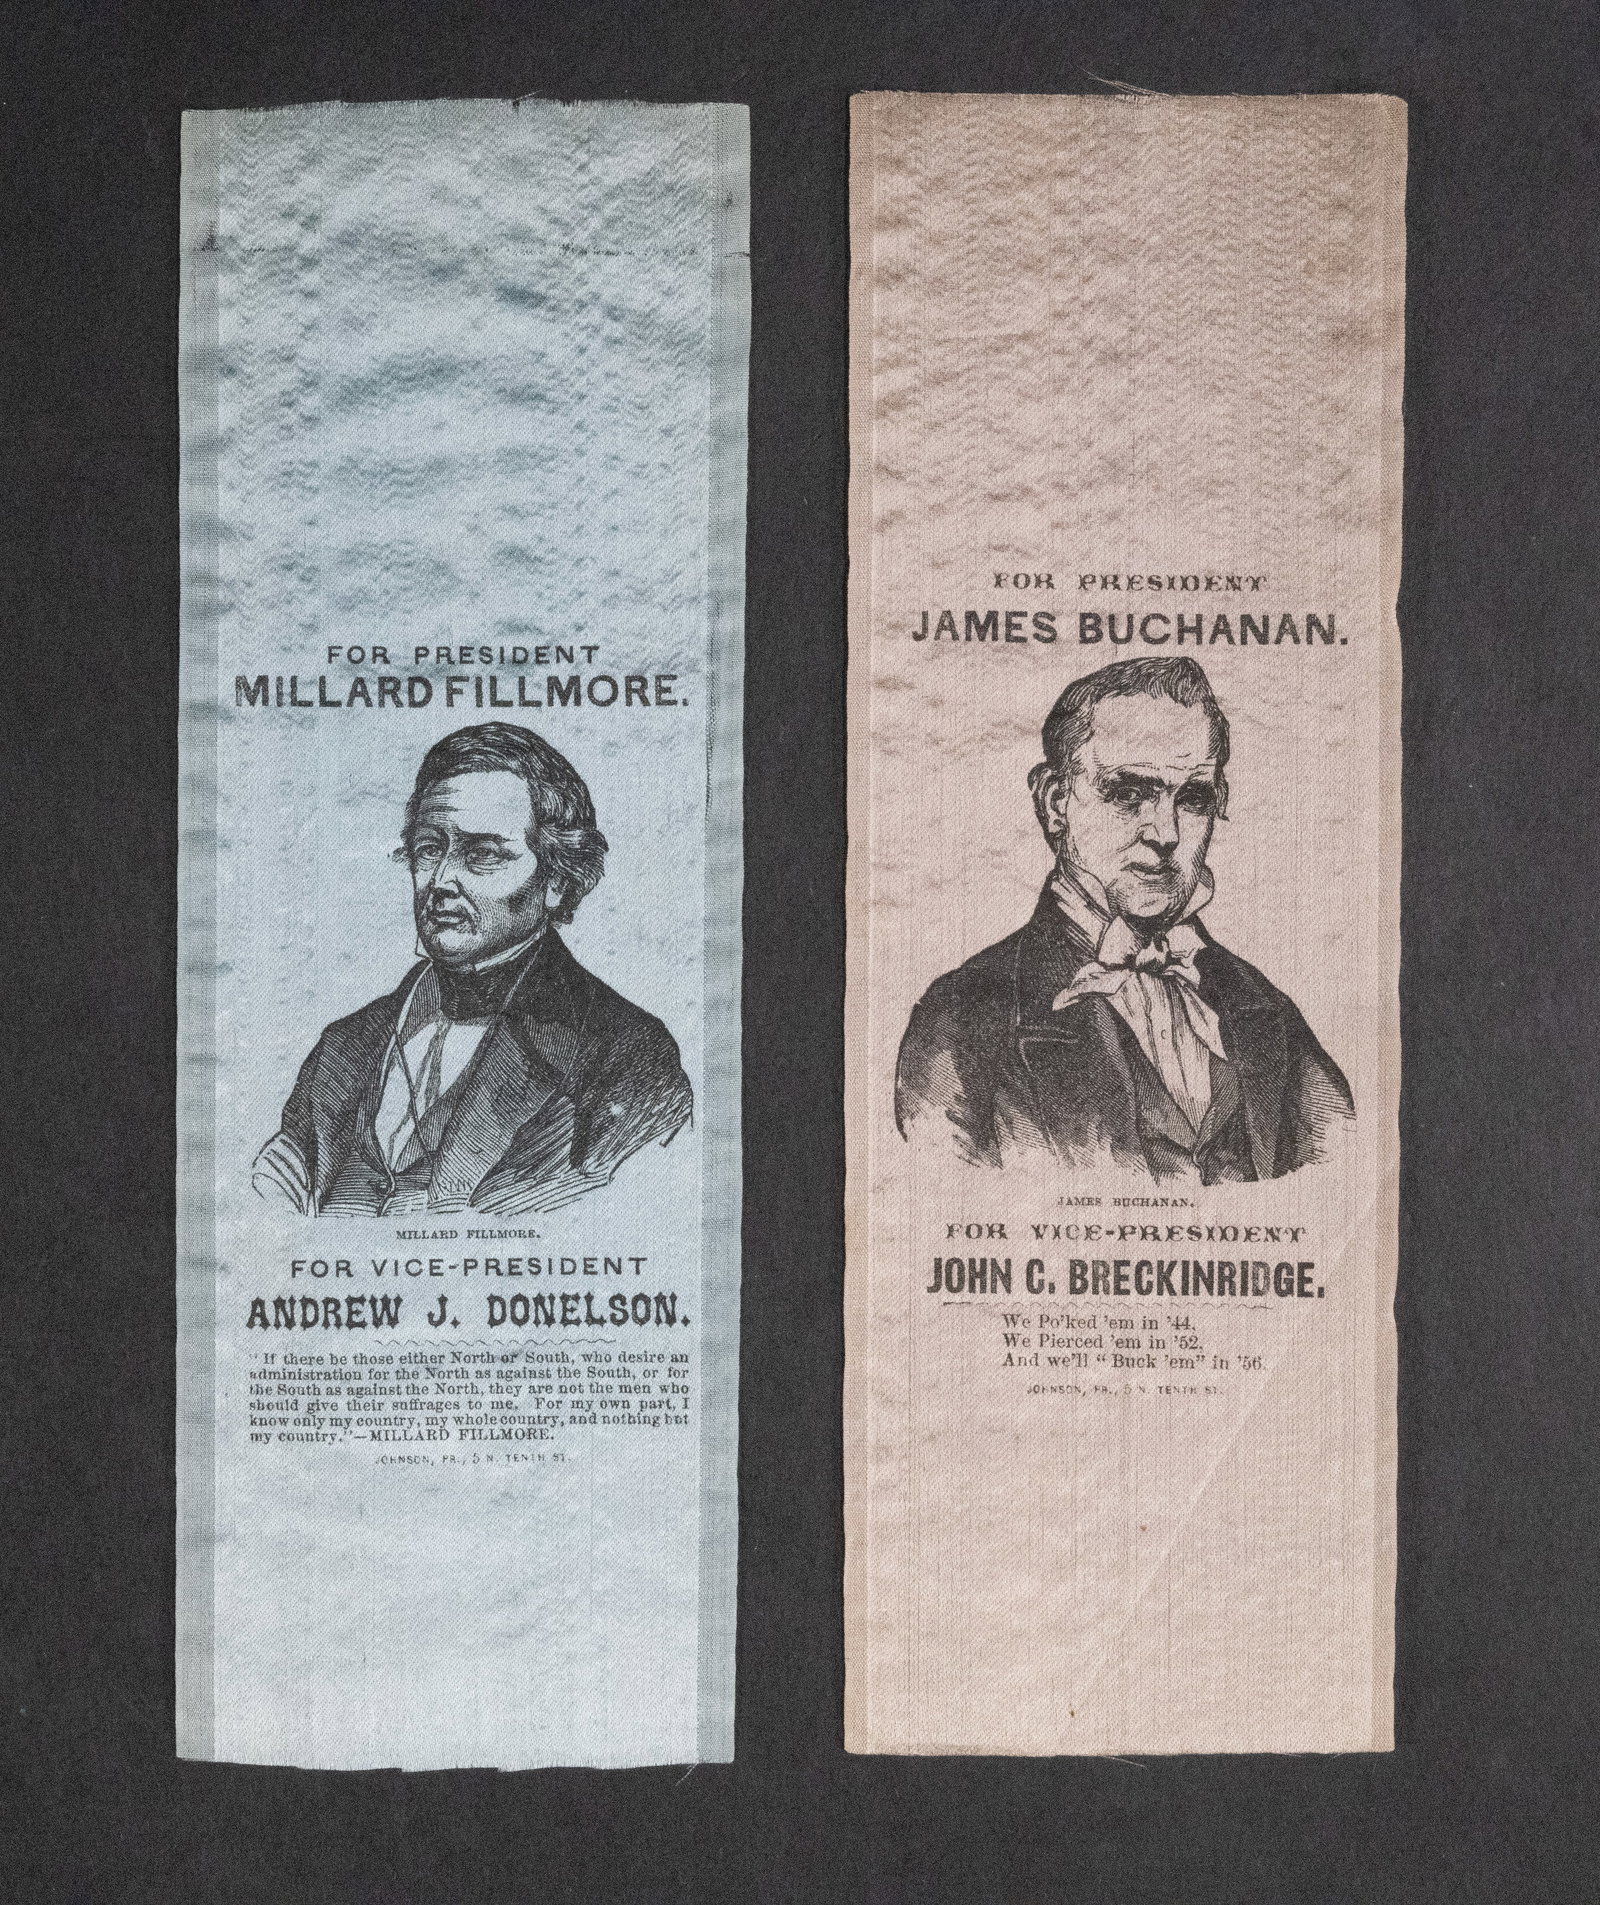 FOR PRESIDENT
MILLARD FILLMORE.
MILLARD FILLMORE.
FOR VICE-PRESIDENT
ANDREW J. DONELSON.
"If there be those either North or South, who desire an
administration for the North as against the South, or for
the South as against the North, they are not the men who
should give their suffrages to me. For my own part, I
know only my country, my whole country, and nothing but
my country."—MILLARD FILLMORE.
JOHNSON, PR., 5 N. TENTH ST.
FOR PRESIDENT
JAMES BUCHANAN.
JAMES BUCHANAN.
FOR VICE-PRESIDENT
JOHN C. BRECKINRIDGE.
We Po'ked 'em in '44,
We Pierced 'em in '52,
And we'll "Buck 'em" in '56.
JOHNSON, PR., 5 N. TENTH ST.